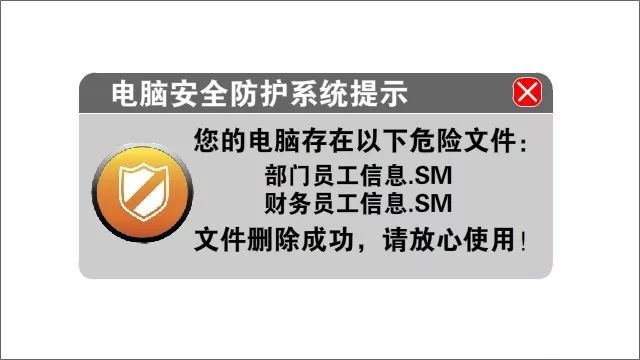 电脑安全防护系统提示
您的电脑存在以下危险文件：
部门员工信息.SM
财务员工信息.SM
文件删除成功，请放心使用！